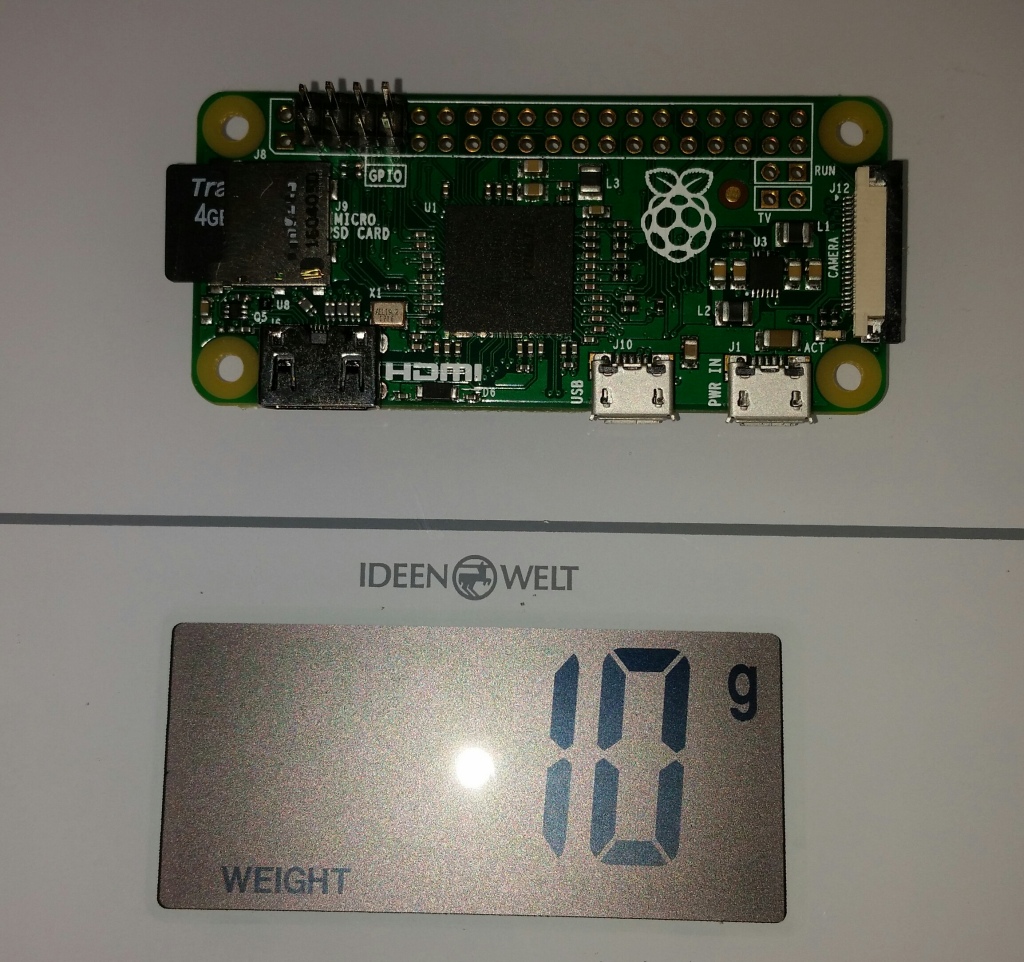 J8
GPIO
RUN
Tra
4GB
J9
MICRO
SD CARD
U1
L3
J12
TV
L1
U3
CAMERA
U8
X1
Q5
L2
HDMI
D6
USB
J10
PWR IN
J1
ACT
IDEEN WELT
10 g
WEIGHT